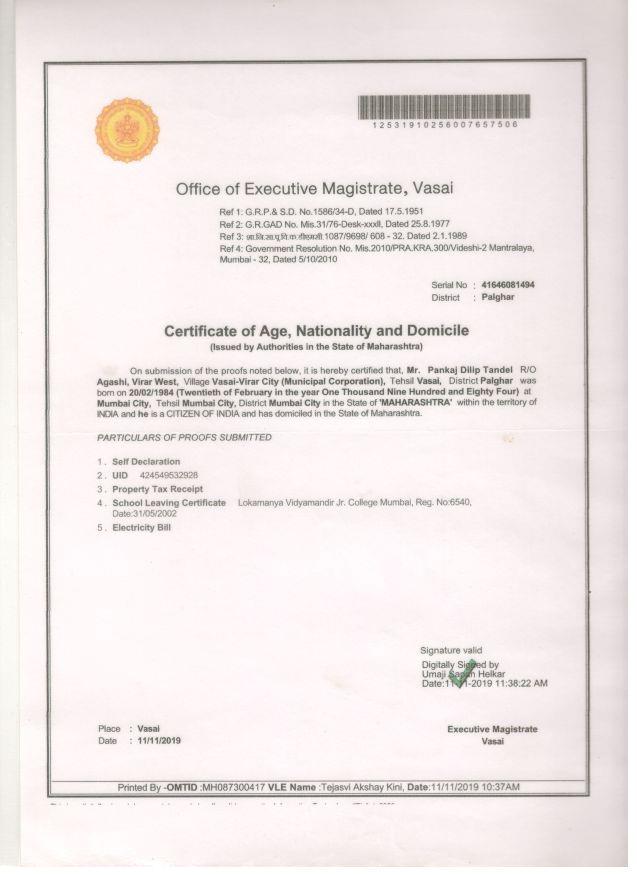 12531910256007657506
Office of Executive Magistrate, Vasai
Ref 1: G.R.P.& S.D. No.1586/34-D, Dated 17.5.1951
Ref 2: G.R.GAD No. Mis.31/76-Desk-xxxII, Dated 25.8.1977
Ref 3: 1087/9698/ 608 - 32. Dated 2.1.1989
Ref 4: Government Resolution No. Mis.2010/PRA.KRA.300/Videshi-2 Mantralaya,
Mumbai - 32, Dated 5/10/2010
Serial No : 41646081494
District : Palghar
Certificate of Age, Nationality and Domicile
(Issued by Authorities in the State of Maharashtra)
On submission of the proofs noted below, it is hereby certified that, Mr. Pankaj Dilip Tandel R/O
Agashi, Virar West, Village Vasai-Virar City (Municipal Corporation), Tehsil Vasai, District Palghar was
born on 20/02/1984 (Twentieth of February in the year One Thousand Nine Hundred and Eighty Four) at
Mumbai City, Tehsil Mumbai City, District Mumbai City in the State of 'MAHARASHTRA' within the territory of
INDIA and he is a CITIZEN OF INDIA and has domiciled in the State of Maharashtra.
PARTICULARS OF PROOFS SUBMITTED
1 . Self Declaration
2 . UID 424549532928
3 . Property Tax Receipt
4 . School Leaving Certificate Lokamanya Vidyamandir Jr. College Mumbai, Reg. No:6540,
Date:31/05/2002
5 . Electricity Bill
Signature valid
Digitally Signed by
Umaji Helkar
Date: -2019 11:38:22 AM
Place : Vasai
Date : 11/11/2019
Executive Magistrate
Vasai
Printed By -OMTID :MH087300417 VLE Name :Tejasvi Akshay Kini, Date:11/11/2019 10:37AM